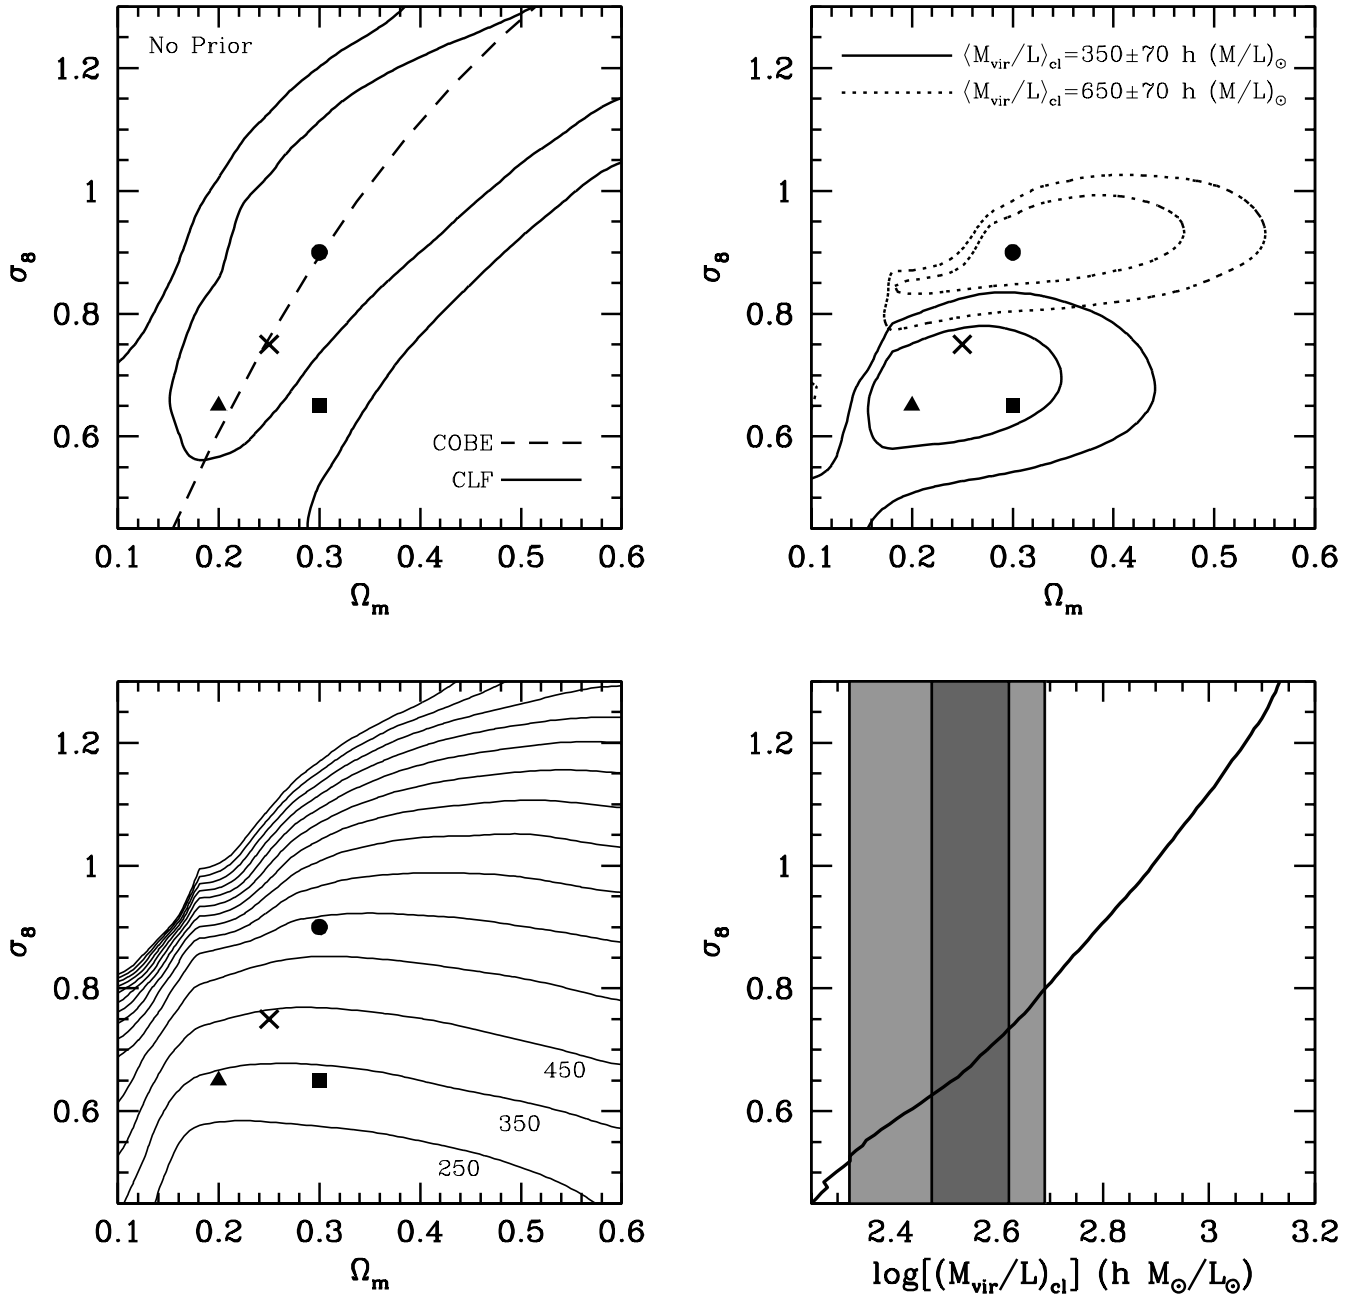 No Prior
COBE
CLF
σ8
1.2
1
0.8
0.6
0.1 0.2 0.3 0.4 0.5 0.6
Ωm
⟨Mvir/L⟩cl=350±70 h (M/L)⊙
⟨Mvir/L⟩cl=650±70 h (M/L)⊙
σ8
1.2
1
0.8
0.6
0.1 0.2 0.3 0.4 0.5 0.6
Ωm
σ8
1.2
1
0.8
0.6
450
350
250
0.1 0.2 0.3 0.4 0.5 0.6
Ωm
σ8
1.2
1
0.8
0.6
2.4 2.6 2.8 3 3.2
log[(Mvir/L)cl] (h M⊙/L⊙)